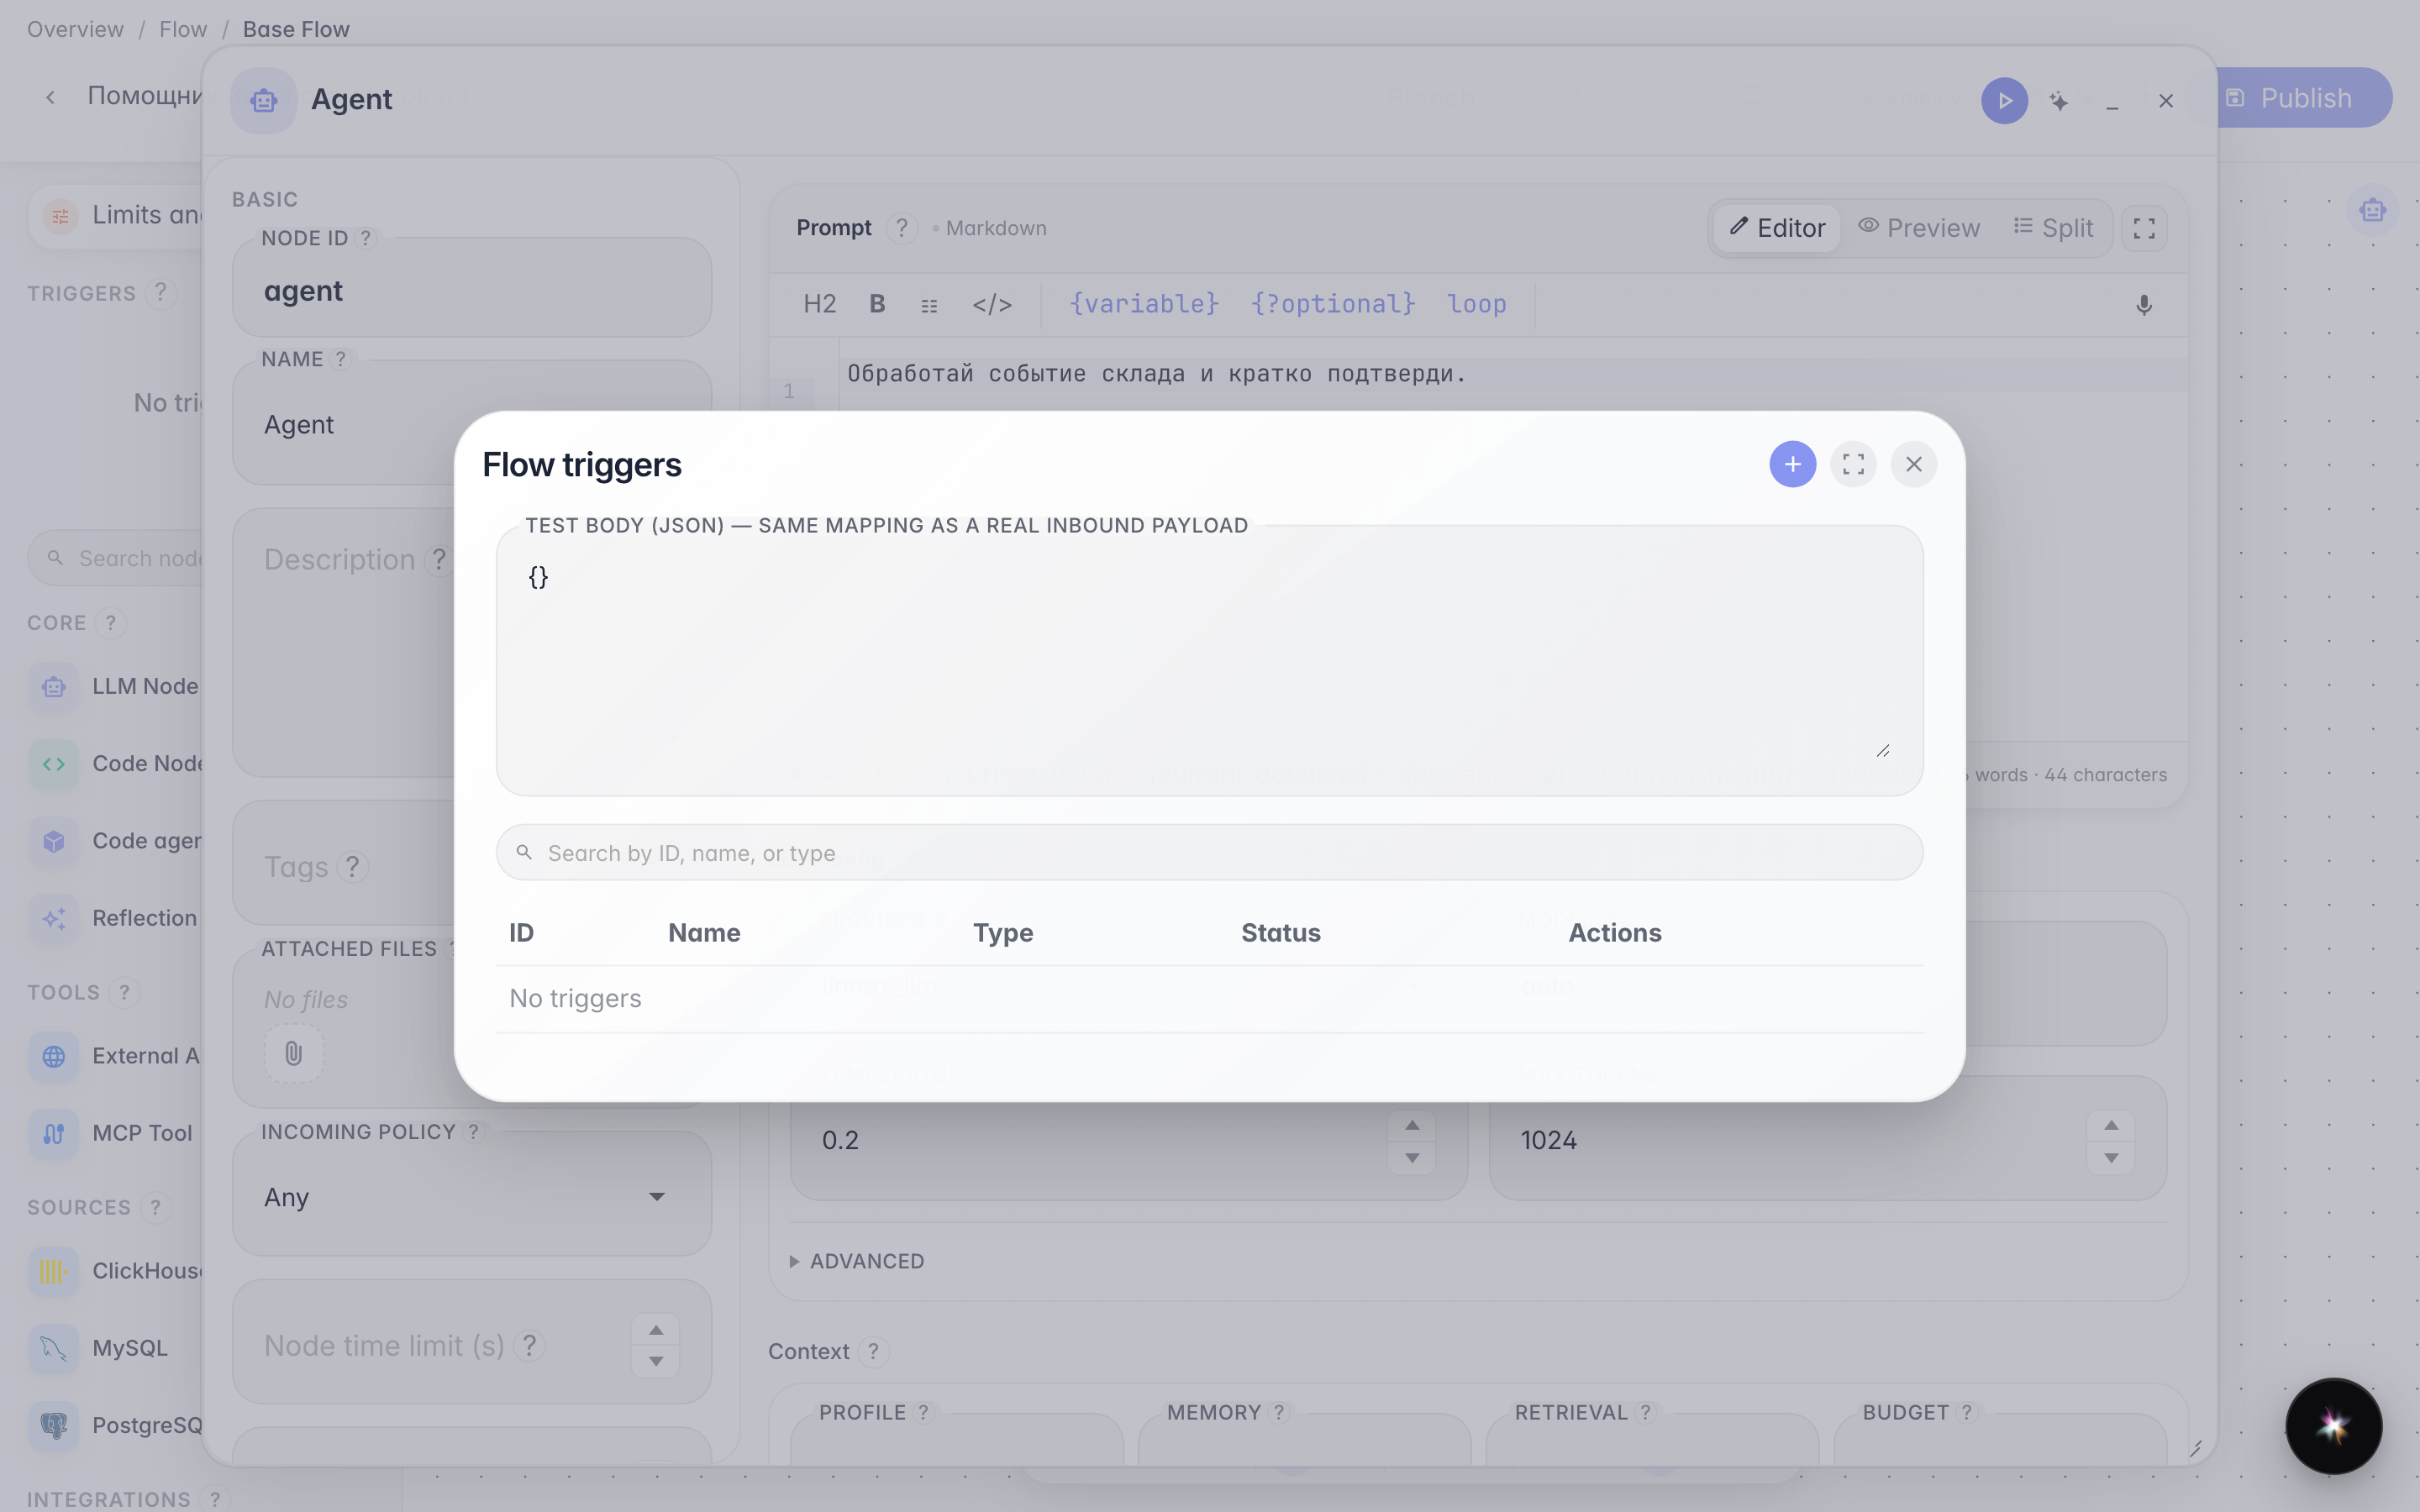 Overview / Flow / Base Flow
Помощник
Agent
Publish
Limits and
TRIGGERS ?
No
BASIC
NODE ID ?
agent
NAME ?
Agent
Description ?
Tags ?
ATTACHED FILES ?
No files
INCOMING POLICY ?
Any
Node time limit (s) ?
Prompt ? • Markdown
Editor
Preview
Split
H2 B </> {variable} {?optional} loop
1
Обработай событие склада и кратко подтверди.
words · 44 characters
Flow triggers
TEST BODY (JSON) — SAME MAPPING AS A REAL INBOUND PAYLOAD
{}
Search by ID, name, or type
ID Name Type Status Actions
No triggers
0.2
1024
ADVANCED
Context ?
PROFILE ?
MEMORY ?
RETRIEVAL ?
BUDGET ?
Search node
CORE ?
LLM Node
Code Node
Code agen
Reflection
TOOLS ?
External A
MCP Tool
SOURCES ?
ClickHouse
MySQL
PostgreSQ
INTEGRATIONS ?